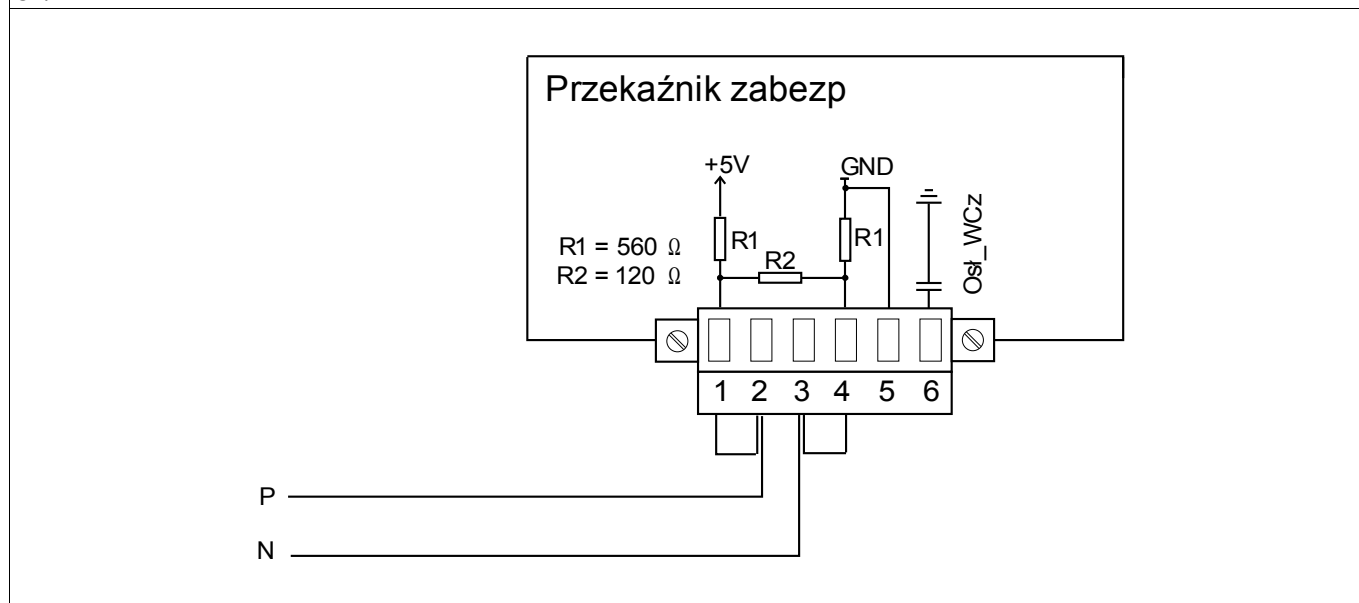 Przekaźnik zabezp
+5V
GND
R1 = 560 Ω
R2 = 120 Ω
R1
R2
R1
Osł_WCz
1 2 3 4 5 6
P
N